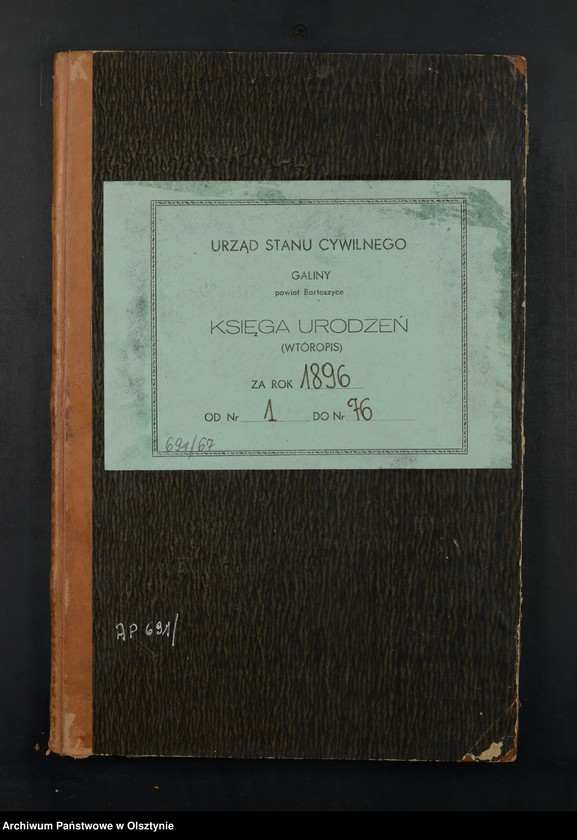 URZĄD STANU CYWILNEGO
GALINY
powiat Bartoszyce
KSIĘGA URODZEŃ
(WTÓROPIS)
ZA ROK 1896
OD Nr 1 DO Nr 76
691/67
AP 691/
Archiwum Państwowe w Olsztynie